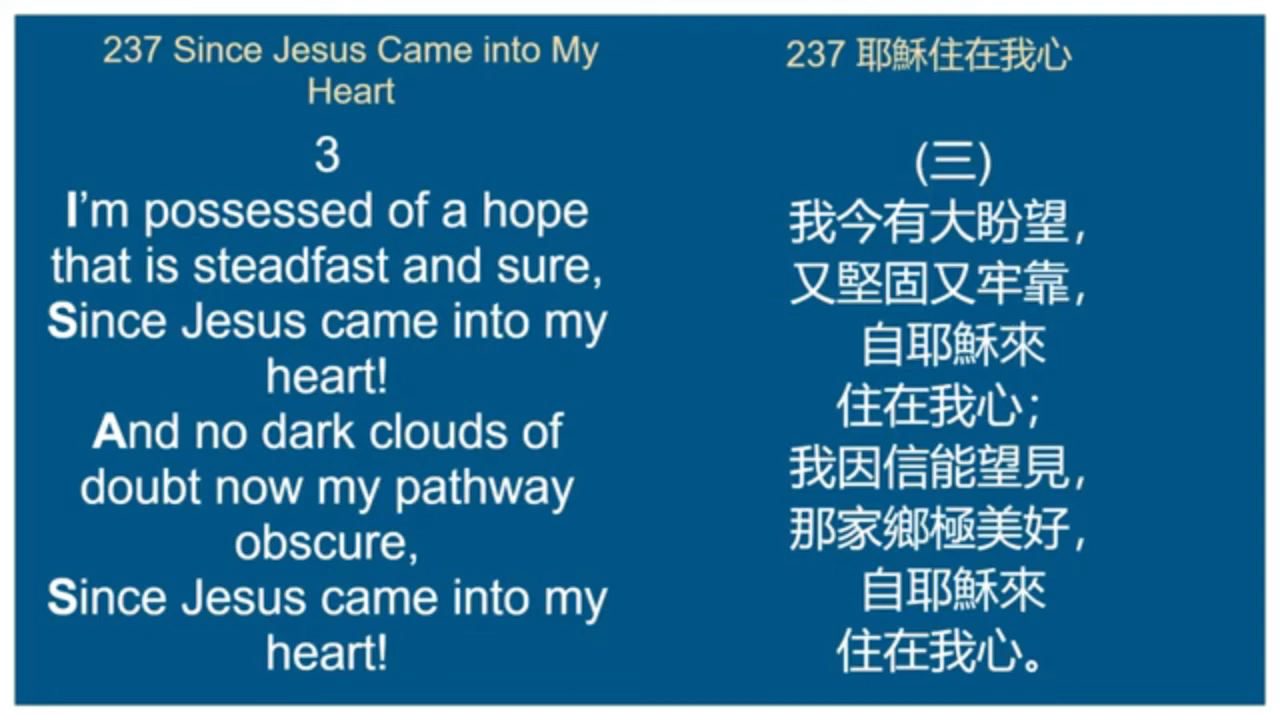 237 Since Jesus Came into My
Heart
3
I’m possessed of a hope
that is steadfast and sure,
Since Jesus came into my
heart!
And no dark clouds of
doubt now my pathway
obscure,
Since Jesus came into my
heart!
237 耶穌住在我心
(三)
我今有大盼望，
又堅固又牢靠，
自耶穌來
住在我心；
我因信能望見，
那家鄉極美好，
自耶穌來
住在我心。